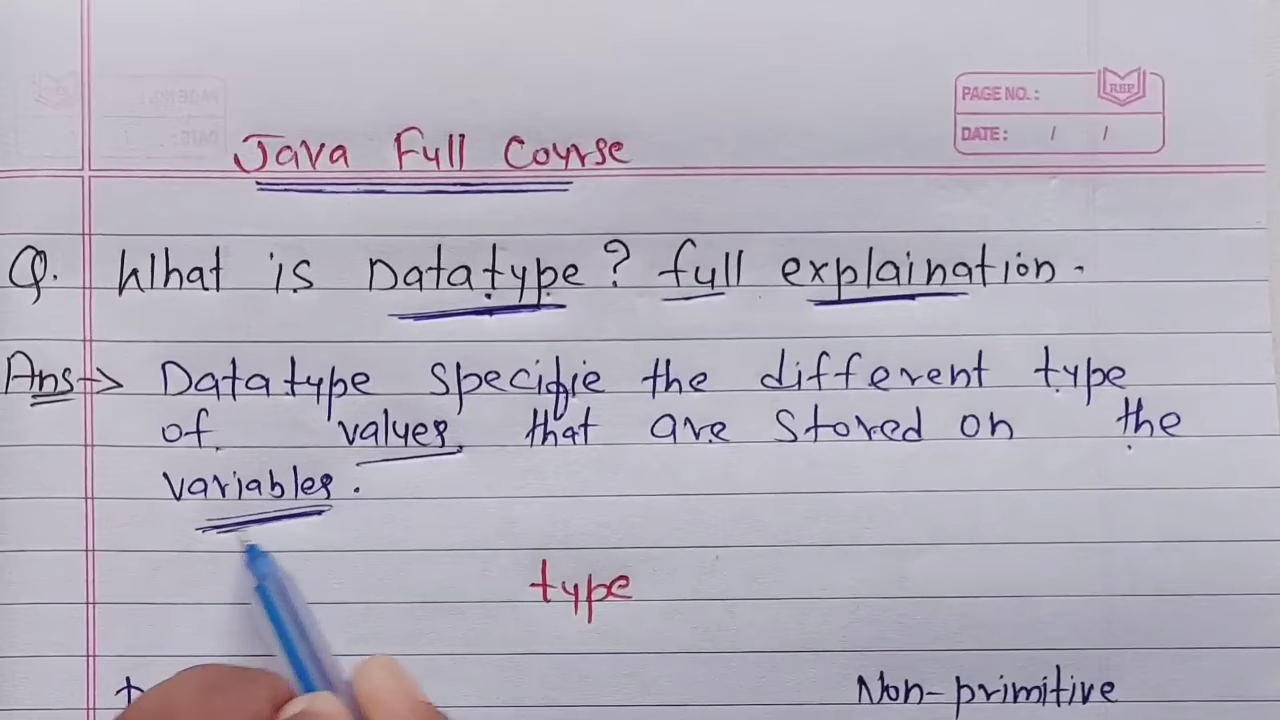 PAGE NO.:
RBP
DATE: / /
Java Full Course
Q. What is Datatype? full explaination.
Ans→ Datatype specifie the different type
of values that are stored on the
variables.
type
Non-primitive